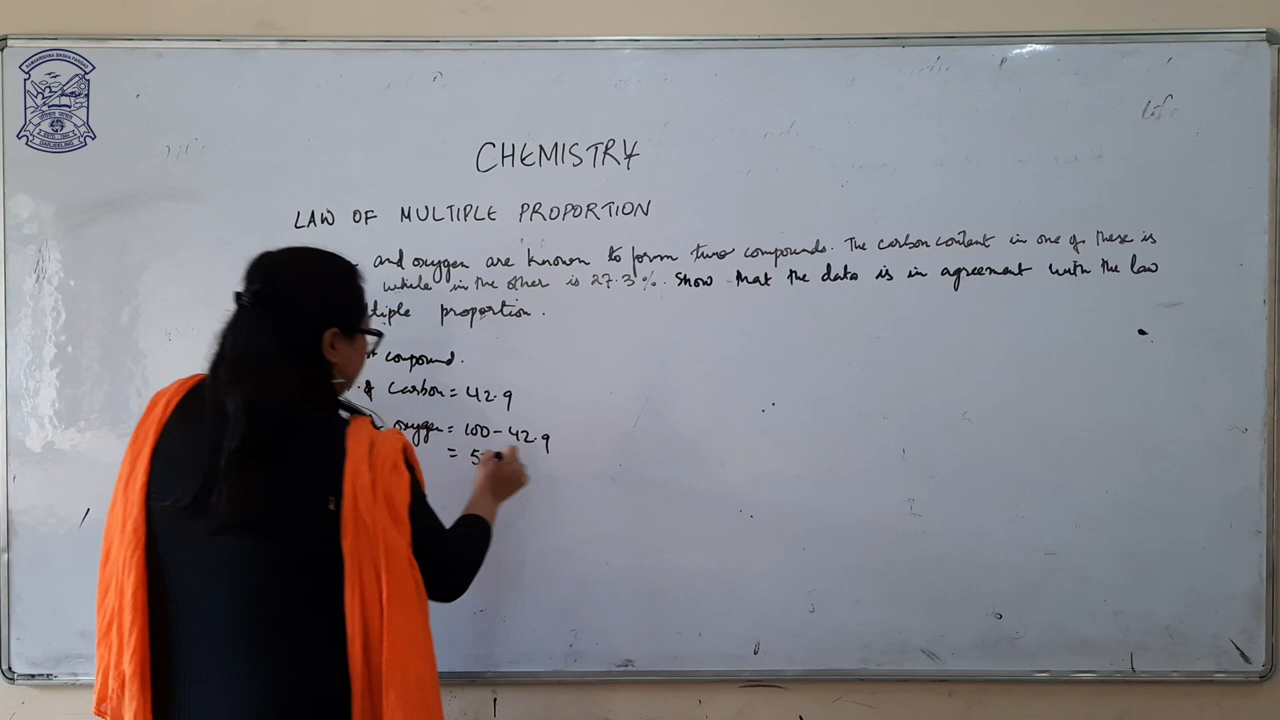 CHEMISTRY
LAW OF MULTIPLE PROPORTION
and oxygen are known to form two compounds. The carbon content in one of these is
while in the other is 27.3%. Show that the data is in agreement with the law
tiple proportion.
compound.
Carbon = 42.9
oxygen = 100 - 42.9
= 5
DARJEELING